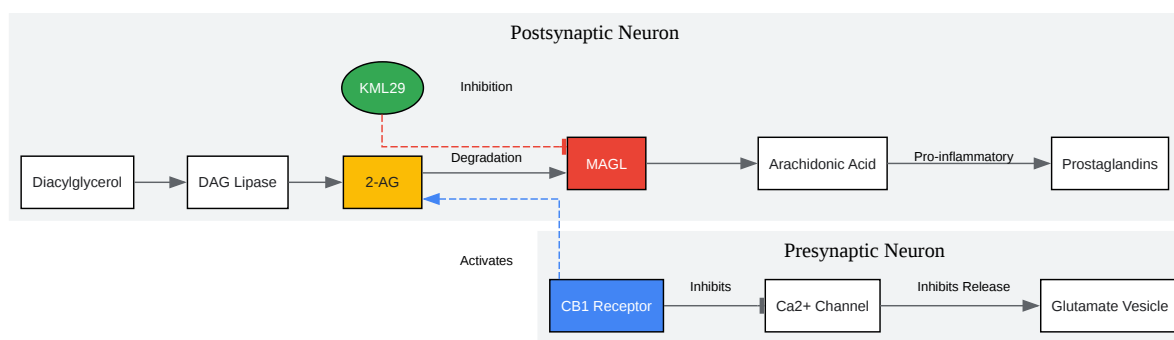 Postsynaptic Neuron
KML29
Inhibition
Degradation
MAGL
Arachidonic Acid
Pro-inflammatory
Prostaglandins
Diacylglycerol
DAG Lipase
2-AG
Presynaptic Neuron
Activates
CB1 Receptor
Inhibits
Ca2+ Channel
Inhibits Release
Glutamate Vesicle